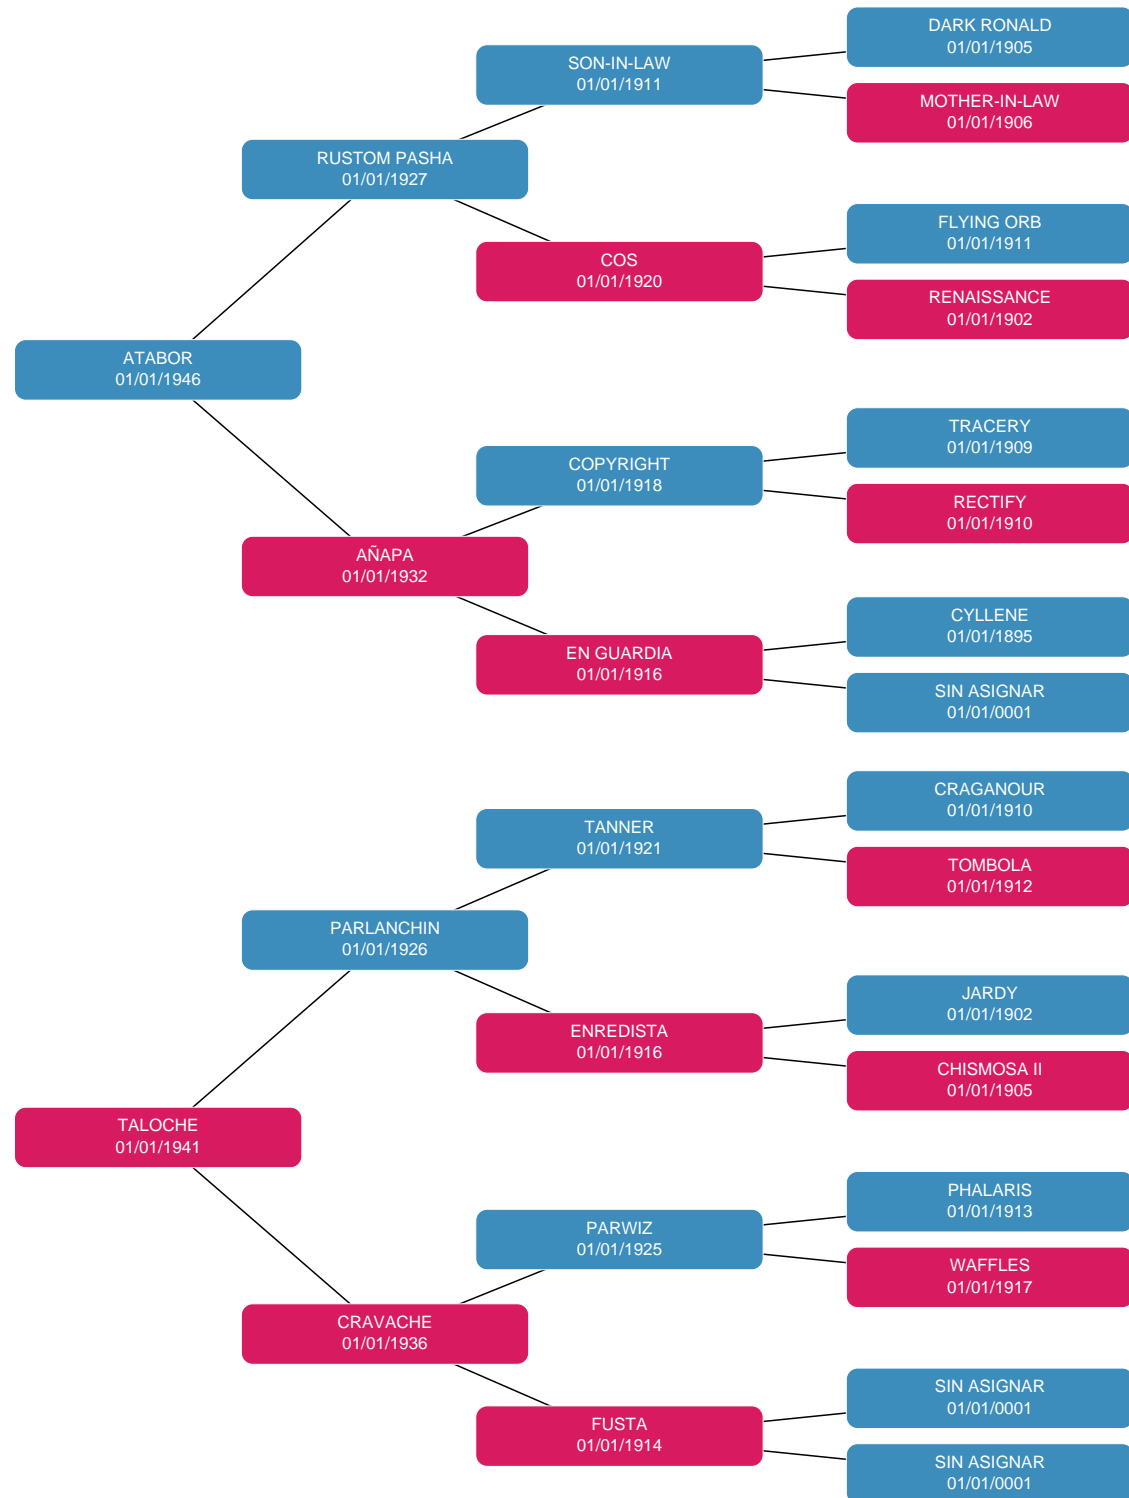 DARK RONALD
01/01/1905
SON-IN-LAW
01/01/1911
MOTHER-IN-LAW
01/01/1906
RUSTOM PASHA
01/01/1927
FLYING ORB
01/01/1911
COS
01/01/1920
RENAISSANCE
01/01/1902
ATABOR
01/01/1946
TRACERY
01/01/1909
COPYRIGHT
01/01/1918
RECTIFY
01/01/1910
AÑAPA
01/01/1932
CYLLENE
01/01/1895
EN GUARDIA
01/01/1916
SIN ASIGNAR
01/01/0001
CRAGANOUR
01/01/1910
TANNER
01/01/1921
TOMBOLA
01/01/1912
PARLANCHIN
01/01/1926
JARDY
01/01/1902
ENREDISTA
01/01/1916
CHISMOSA II
01/01/1905
TALOCHE
01/01/1941
PHALARIS
01/01/1913
PARWIZ
01/01/1925
WAFFLES
01/01/1917
CRAVACHE
01/01/1936
SIN ASIGNAR
01/01/0001
FUSTA
01/01/1914
SIN ASIGNAR
01/01/0001